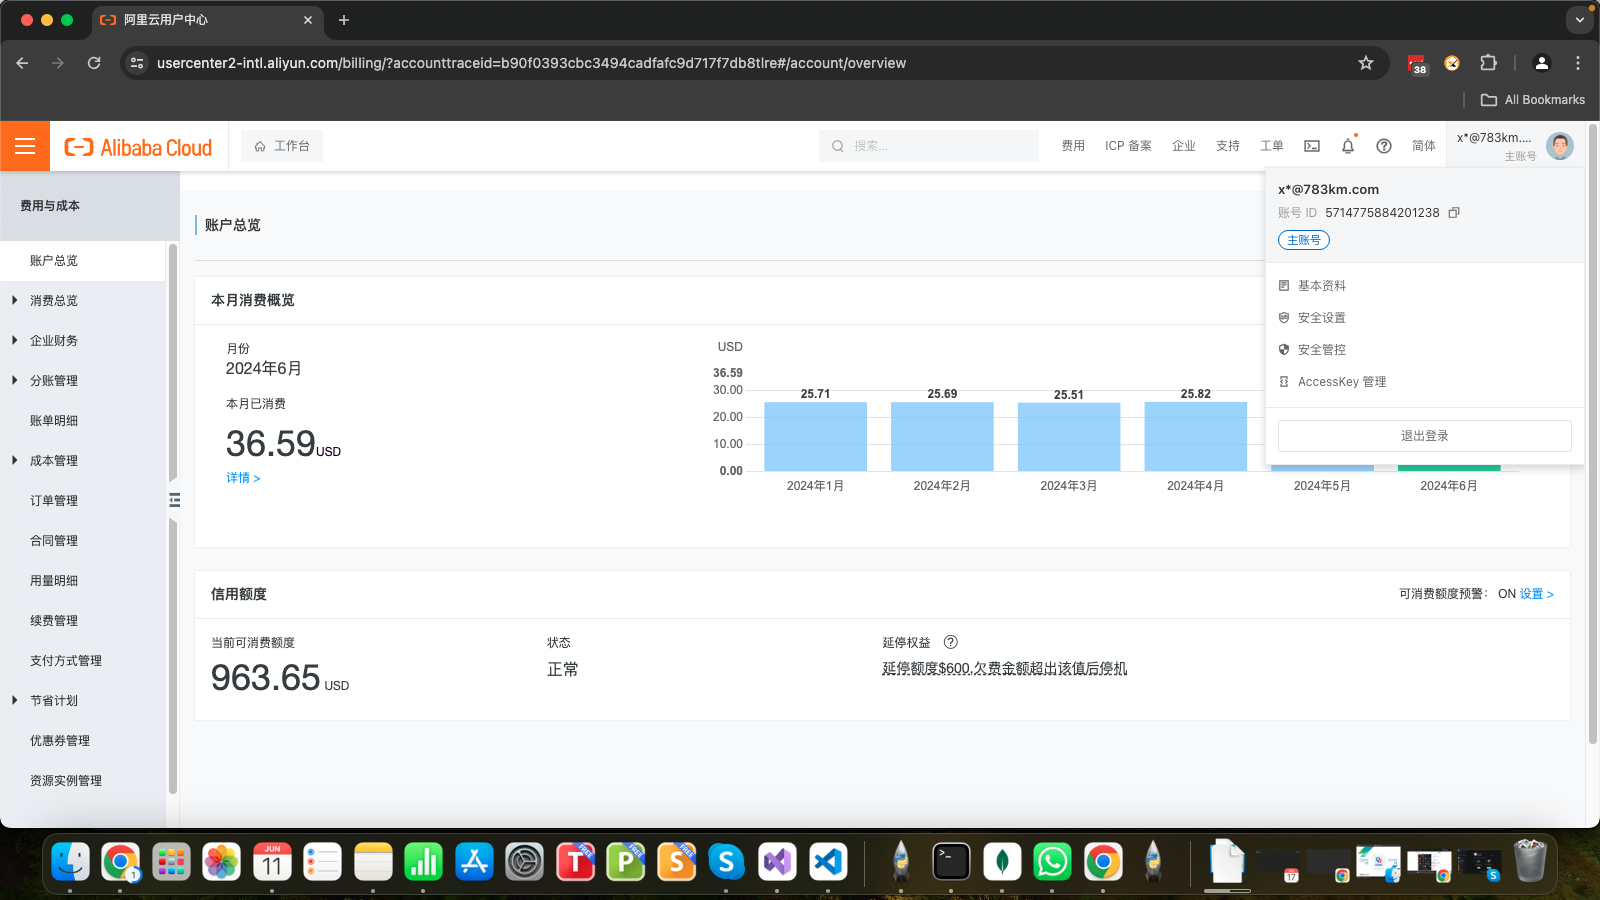 阿里云用户中心
usercenter2-intl.aliyun.com/billing/?accounttraceid=b90f0393cbc3494cadfafc9d717f7db8tlre#/account/overview
38
All Bookmarks
Alibaba Cloud
工作台
搜索...
费用
ICP 备案
企业
支持
工单
简体
x*@783km....
主账号
x*@783km.com
账号 ID 5714775884201238
主账号
基本资料
安全设置
安全管控
AccessKey 管理
退出登录
费用与成本
账户总览
消费总览
企业财务
分账管理
账单明细
成本管理
订单管理
合同管理
用量明细
续费管理
支付方式管理
节省计划
优惠券管理
资源实例管理
账户总览
本月消费概览
月份
2024年6月
本月已消费
36.59USD
详情 >
USD
36.59
30.00
20.00
10.00
0.00
25.71
25.69
25.51
25.82
2024年1月
2024年2月
2024年3月
2024年4月
2024年5月
2024年6月
信用额度
可消费额度预警： ON 设置 >
当前可消费额度
963.65 USD
状态
正常
延停权益
延停额度$600,欠费金额超出该值后停机
1
JUN
11
T FREE
P FREE
S FREE
S
>_
17
S